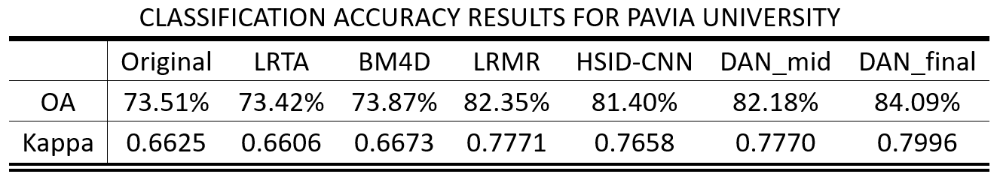 CLASSIFICATION ACCURACY RESULTS FOR PAVIA UNIVERSITY
Original LRTA BM4D LRMR HSID-CNN DAN_mid DAN_final
OA 73.51% 73.42% 73.87% 82.35% 81.40% 82.18% 84.09%
Kappa 0.6625 0.6606 0.6673 0.7771 0.7658 0.7770 0.7996